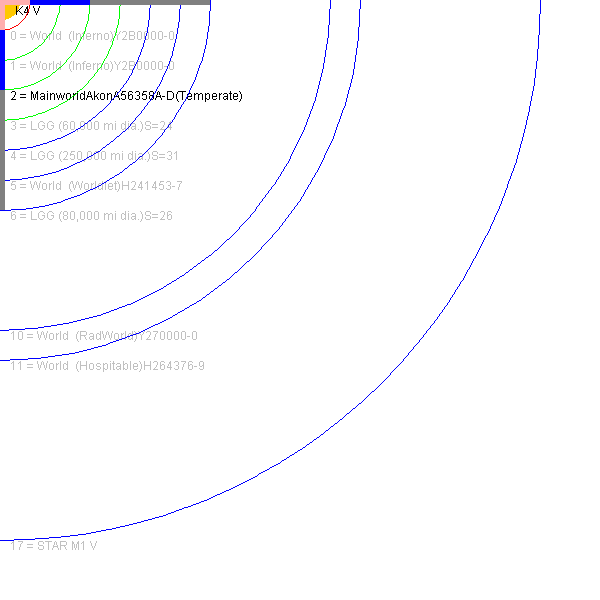 K4 V
0 = World  (Inferno)Y2B0000-0
1 = World  (Inferno)Y2B0000-0
2 = MainworldAkonA56358A-D(Temperate)
3 = LGG (60,000 mi dia.)S=24
4 = LGG (250,000 mi dia.)S=31
5 = World  (Worldlet)H241453-7
6 = LGG (80,000 mi dia.)S=26
10 = World  (RadWorld)Y270000-0
11 = World  (Hospitable)H264376-9
17 = STAR M1 V